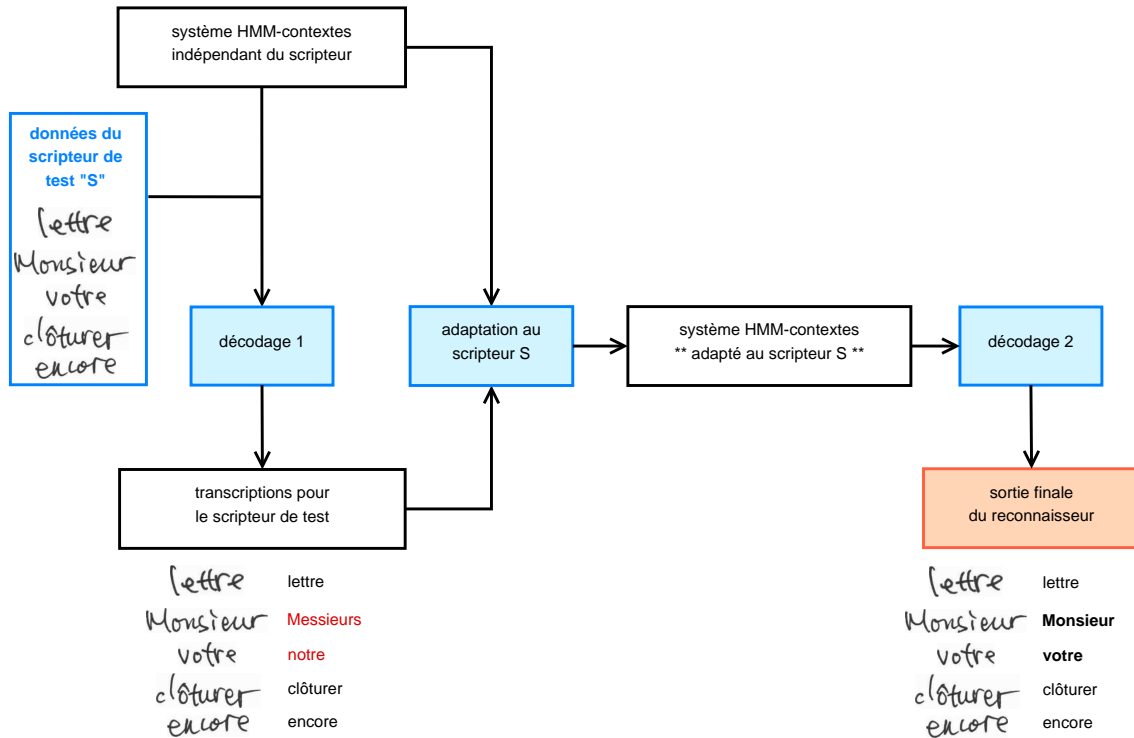 système HMM-contextes
indépendant du scripteur
données du
scripteur de
test "S"
lettre
Monsieur
votre
clôturer
encore
décodage 1
adaptation au
scripteur S
système HMM-contextes
** adapté au scripteur S **
décodage 2
transcriptions pour
le scripteur de test
sortie finale
du reconnaisseur
lettre lettre
Monsieur Messieurs
votre notre
clôturer clôturer
encore encore
lettre lettre
Monsieur Monsieur
votre votre
clôturer clôturer
encore encore